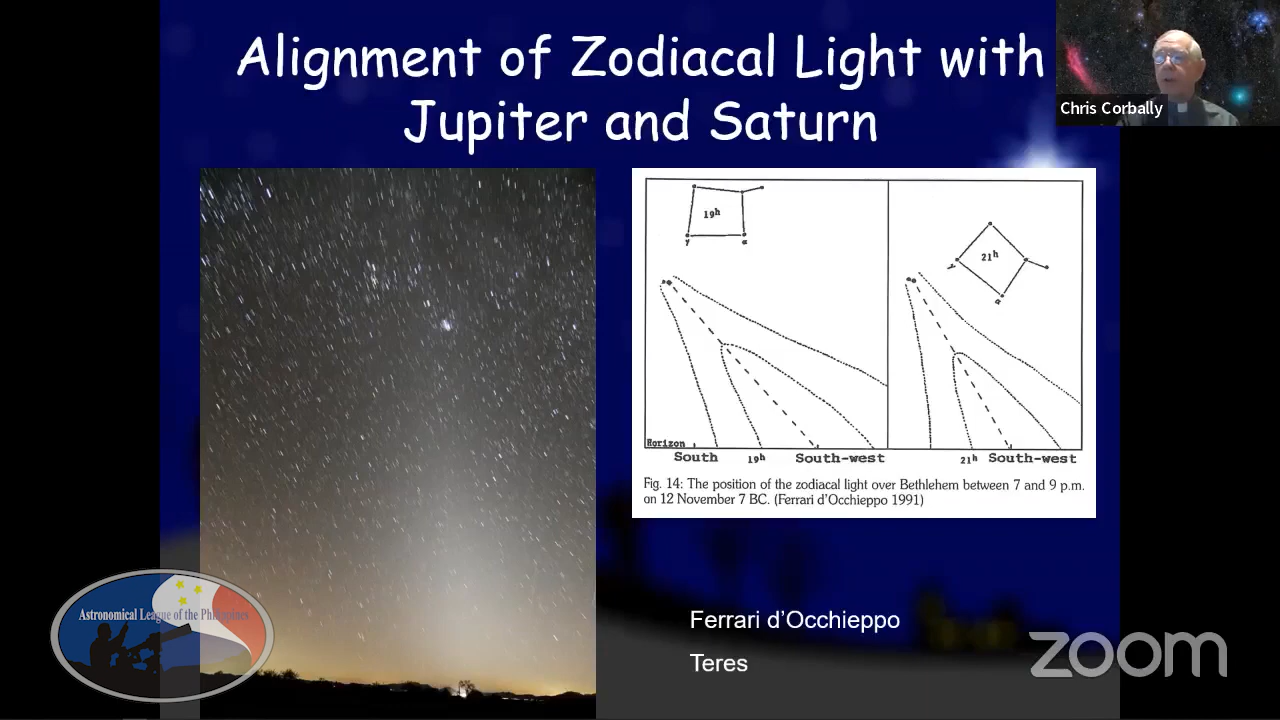 Alignment of Zodiacal Light with
Jupiter and Saturn
Chris Corbally
19h
γ
α
21h
γ
α
Horizon
South
19h
South-west
21h
South-west
Fig. 14: The position of the zodiacal light over Bethlehem between 7 and 9 p.m.
on 12 November 7 BC. (Ferrari d'Occhieppo 1991)
Astronomical League of the Philippines
Ferrari d'Occhieppo
Teres
zoom